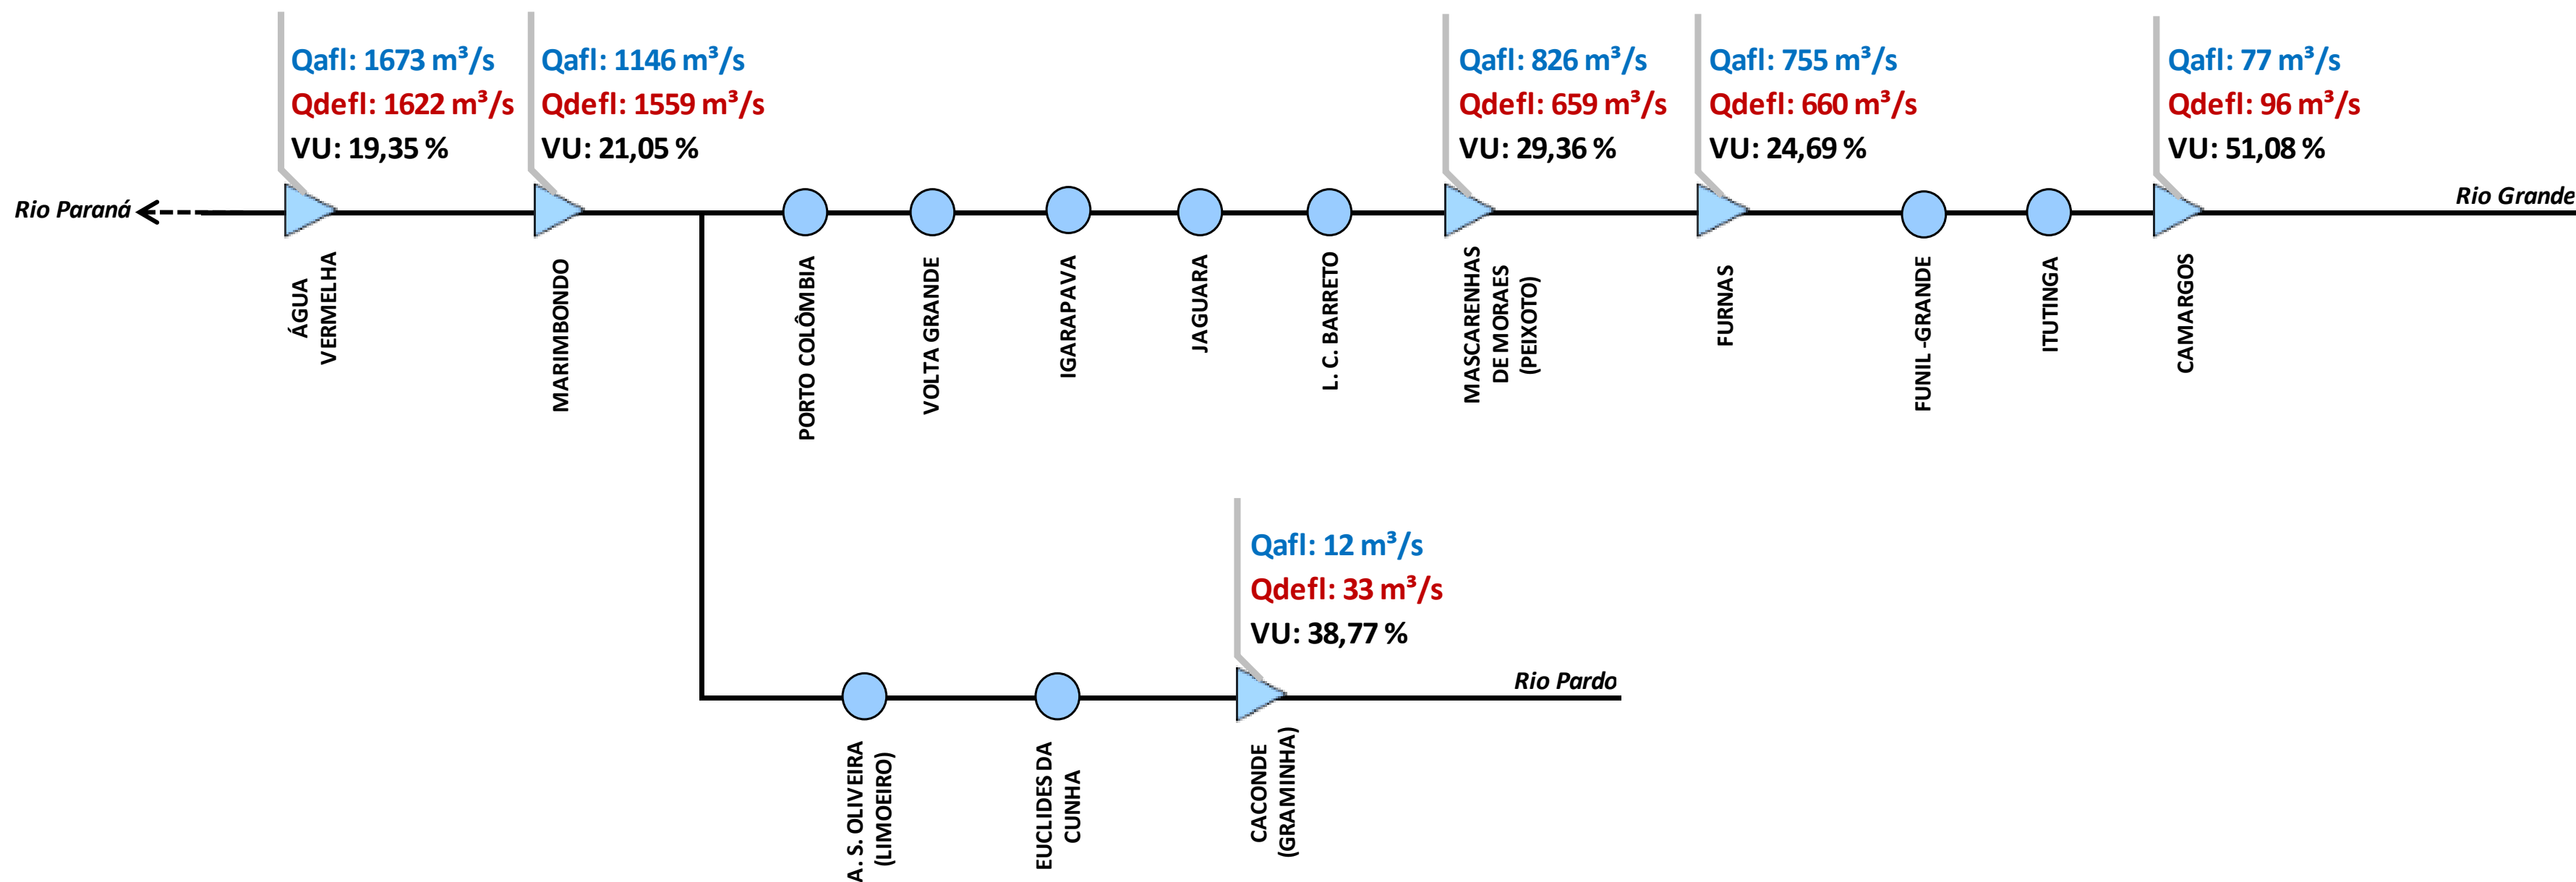 Qafl: 1673 m³/s
Qdefl: 1622 m³/s
VU: 19,35 %
Qafl: 1146 m³/s
Qdefl: 1559 m³/s
VU: 21,05 %
Qafl: 826 m³/s
Qdefl: 659 m³/s
VU: 29,36 %
Qafl: 755 m³/s
Qdefl: 660 m³/s
VU: 24,69 %
Qafl: 77 m³/s
Qdefl: 96 m³/s
VU: 51,08 %
Rio Paraná
Rio Grande
ÁGUA
VERMELHA
MARIMBONDO
PORTO COLÔMBIA
VOLTA GRANDE
IGARAPAVA
JAGUARA
L. C. BARRETO
MASCARENHAS
DE MORAES
(PEIXOTO)
FURNAS
FUNIL -GRANDE
ITUTINGA
CAMARGOS
Qafl: 12 m³/s
Qdefl: 33 m³/s
VU: 38,77 %
Rio Pardo
A. S. OLIVEIRA
(LIMOEIRO)
EUCLIDES DA
CUNHA
CACONDE
(GRAMINHA)